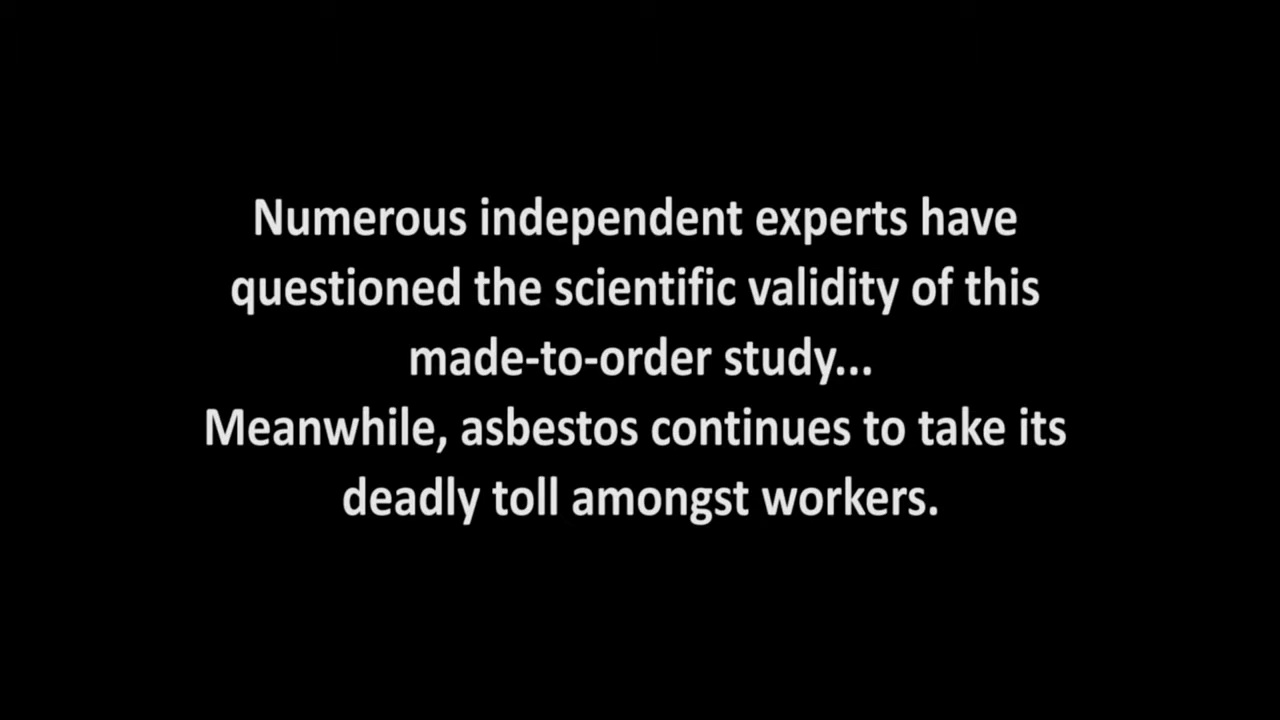 Numerous independent experts have
questioned the scientific validity of this
made-to-order study...
Meanwhile, asbestos continues to take its
deadly toll amongst workers.